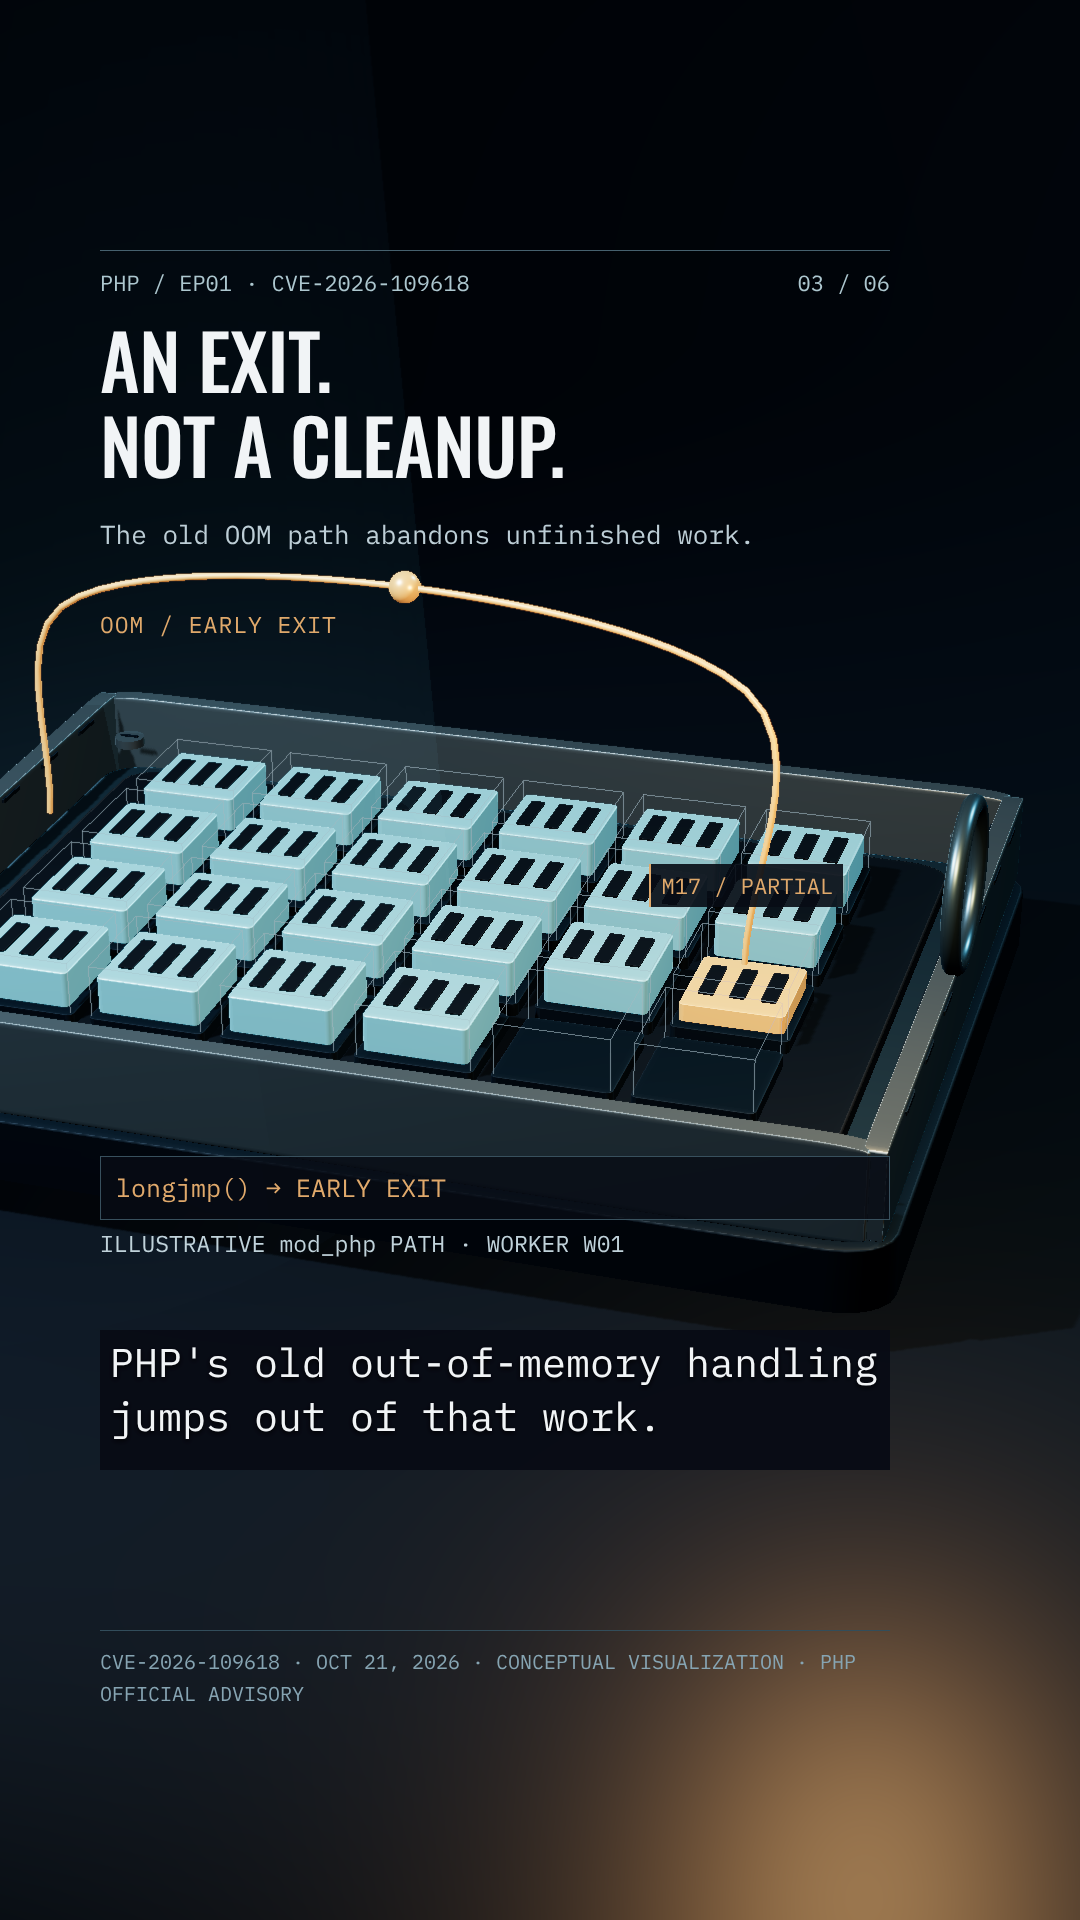 PHP / EP01 · CVE-2026-109618
03 / 06
AN EXIT.
NOT A CLEANUP.
The old OOM path abandons unfinished work.
OOM / EARLY EXIT
M17 / PARTIAL
longjmp() → EARLY EXIT
ILLUSTRATIVE mod_php PATH · WORKER W01
PHP's old out-of-memory handling
jumps out of that work.
CVE-2026-109618 · OCT 21, 2026 · CONCEPTUAL VISUALIZATION · PHP
OFFICIAL ADVISORY